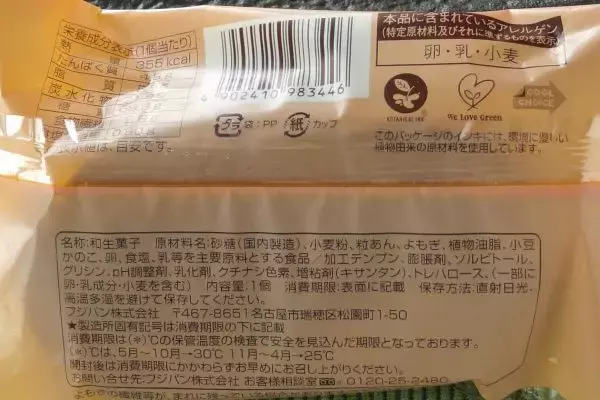 栄養成分表示(1個当たり)
熱量 355kcal
たんぱく質
脂質
炭水化物
表示値は、目安です。
4902410983446
プラ 袋:PP 紙 カップ
本品に含まれているアレルゲン
(特定原材料及びそれに準ずるものを表示)
卵・乳・小麦
BOTANICAL INK
We Love Green
COOL CHOICE
このパッケージのインキには、環境に優しい
植物由来の原材料を使用しています。
名称:和生菓子 原材料名:砂糖(国内製造)、小麦粉、粒あん、よもぎ、植物油脂、小豆
かのこ、卵、食塩、乳等を主要原料とする食品/加工デンプン、膨脹剤、ソルビトール、
グリシン、pH調整剤、乳化剤、クチナシ色素、増粘剤(キサンタン)、トレハロース、(一部に
卵・乳成分・小麦を含む) 内容量:1個 消費期限:表面に記載 保存方法:直射日光・
高温多湿を避けて保存してください。
フジパン株式会社 〒467-8651名古屋市瑞穂区松園町1-50
★製造所固有記号は消費期限の下に記載
消費期限は(*)℃の保管温度の検査で安全を見込んだ期限となっております。
(*)℃は、5月~10月→30℃ 11月~4月→25℃
開封後は消費期限にかかわらずお早めにお召し上がりください。
お問い合せ先:フジパン株式会社 お客様相談室 0120-25-2480